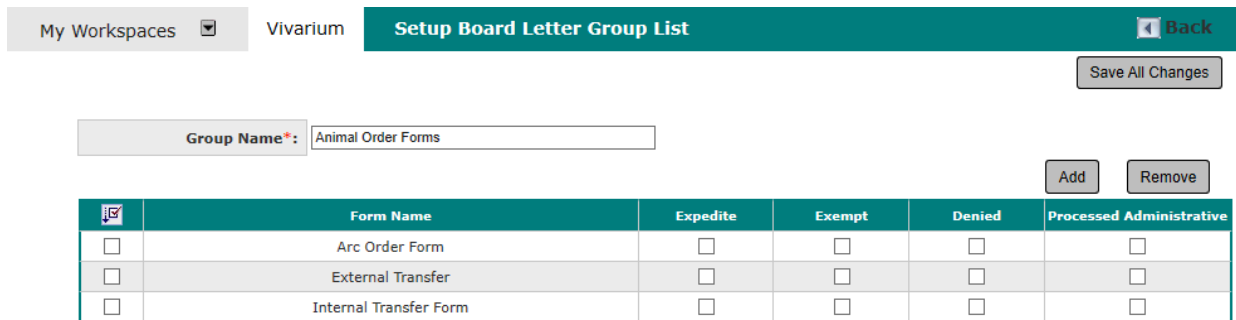 My Workspaces Vivarium Setup Board Letter Group List Back
Save All Changes
Group Name*: Animal Order Forms
Add Remove
Form Name Expedite Exempt Denied Processed Administrative
Arc Order Form
External Transfer
Internal Transfer Form